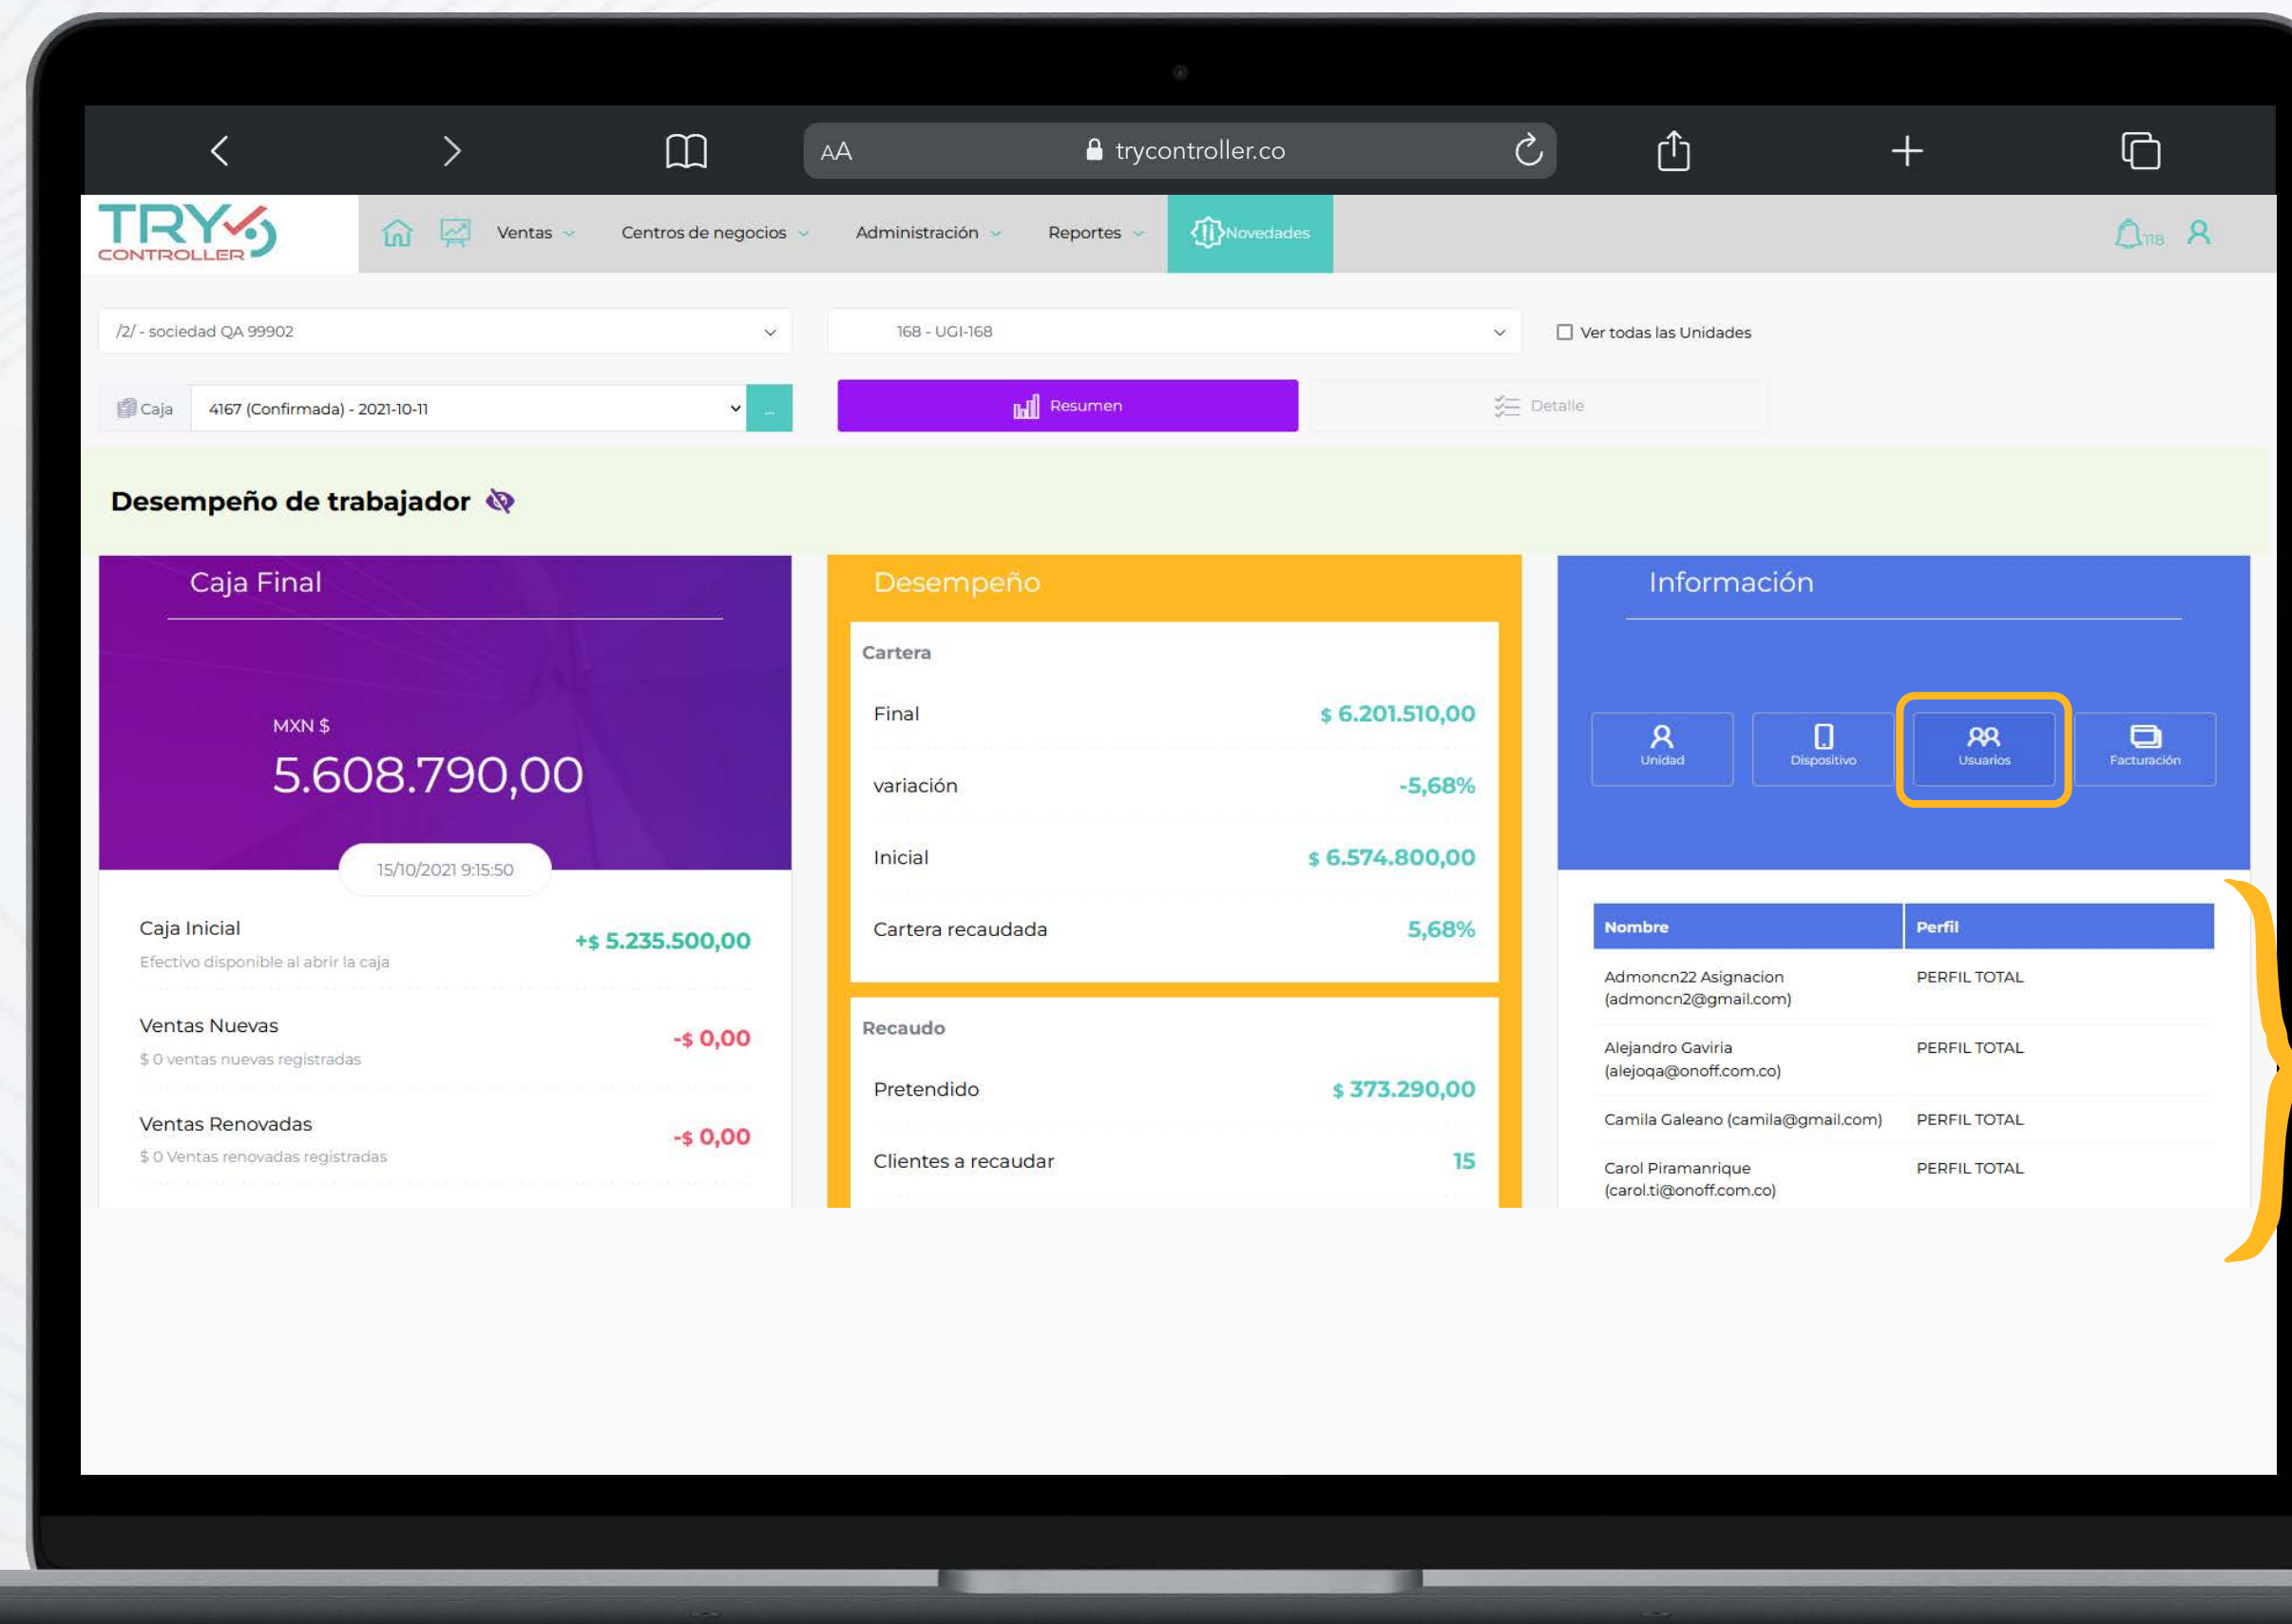 AA
trycontroller.co
TRY
CONTROLLER
Ventas
Centros de negocios
Administración
Reportes
Novedades
118
/2/ - sociedad QA 99902
168 - UGI-168
Ver todas las Unidades
Caja
4167 (Confirmada) - 2021-10-11
...
Resumen
Detalle
Desempeño de trabajador
Caja Final
MXN $
5.608.790,00
15/10/2021 9:15:50
Caja Inicial
+$ 5.235.500,00
Efectivo disponible al abrir la caja
Ventas Nuevas
-$ 0,00
$ 0 ventas nuevas registradas
Ventas Renovadas
-$ 0,00
$ 0 Ventas renovadas registradas
Desempeño
Cartera
Final $ 6.201.510,00
variación -5,68%
Inicial $ 6.574.800,00
Cartera recaudada 5,68%
Recaudo
Pretendido $ 373.290,00
Clientes a recaudar 15
Información
Unidad
Dispositivo
Usuarios
Facturación
Nombre Perfil
Admoncn22 Asignacion PERFIL TOTAL
(admoncn2@gmail.com)
Alejandro Gaviria PERFIL TOTAL
(alejoqa@onoff.com.co)
Camila Galeano (camila@gmail.com) PERFIL TOTAL
Carol Piramanrique PERFIL TOTAL
(carol.ti@onoff.com.co)